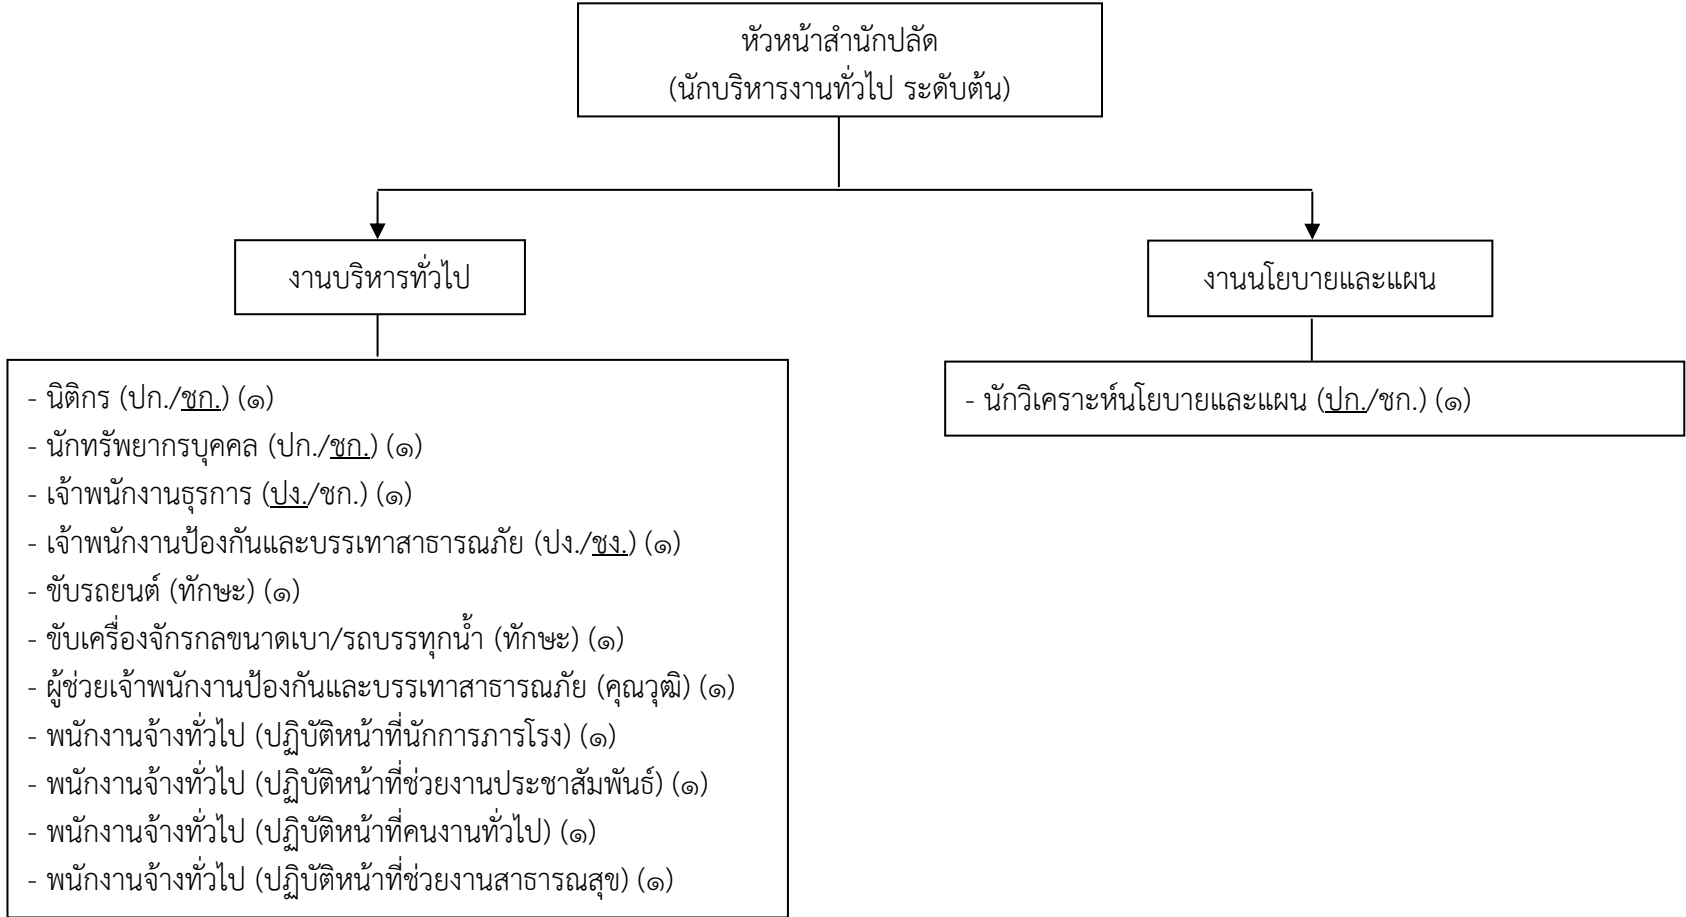 หัวหน้าสำนักปลัด
(นักบริหารงานทั่วไป ระดับต้น)
งานบริหารทั่วไป
งานนโยบายและแผน
- นิติกร (ปก./ชก.) (๑)
- นักทรัพยากรบุคคล (ปก./ชก.) (๑)
- เจ้าพนักงานธุรการ (ปง./ชก.) (๑)
- เจ้าพนักงานป้องกันและบรรเทาสาธารณภัย (ปง./ชง.) (๑)
- ขับรถยนต์ (ทักษะ) (๑)
- ขับเครื่องจักรกลขนาดเบา/รถบรรทุกน้ำ (ทักษะ) (๑)
- ผู้ช่วยเจ้าพนักงานป้องกันและบรรเทาสาธารณภัย (คุณวุฒิ) (๑)
- พนักงานจ้างทั่วไป (ปฏิบัติหน้าที่นักการภารโรง) (๑)
- พนักงานจ้างทั่วไป (ปฏิบัติหน้าที่ช่วยงานประชาสัมพันธ์) (๑)
- พนักงานจ้างทั่วไป (ปฏิบัติหน้าที่คนงานทั่วไป) (๑)
- พนักงานจ้างทั่วไป (ปฏิบัติหน้าที่ช่วยงานสาธารณสุข) (๑)
- นักวิเคราะห์นโยบายและแผน (ปก./ชก.) (๑)